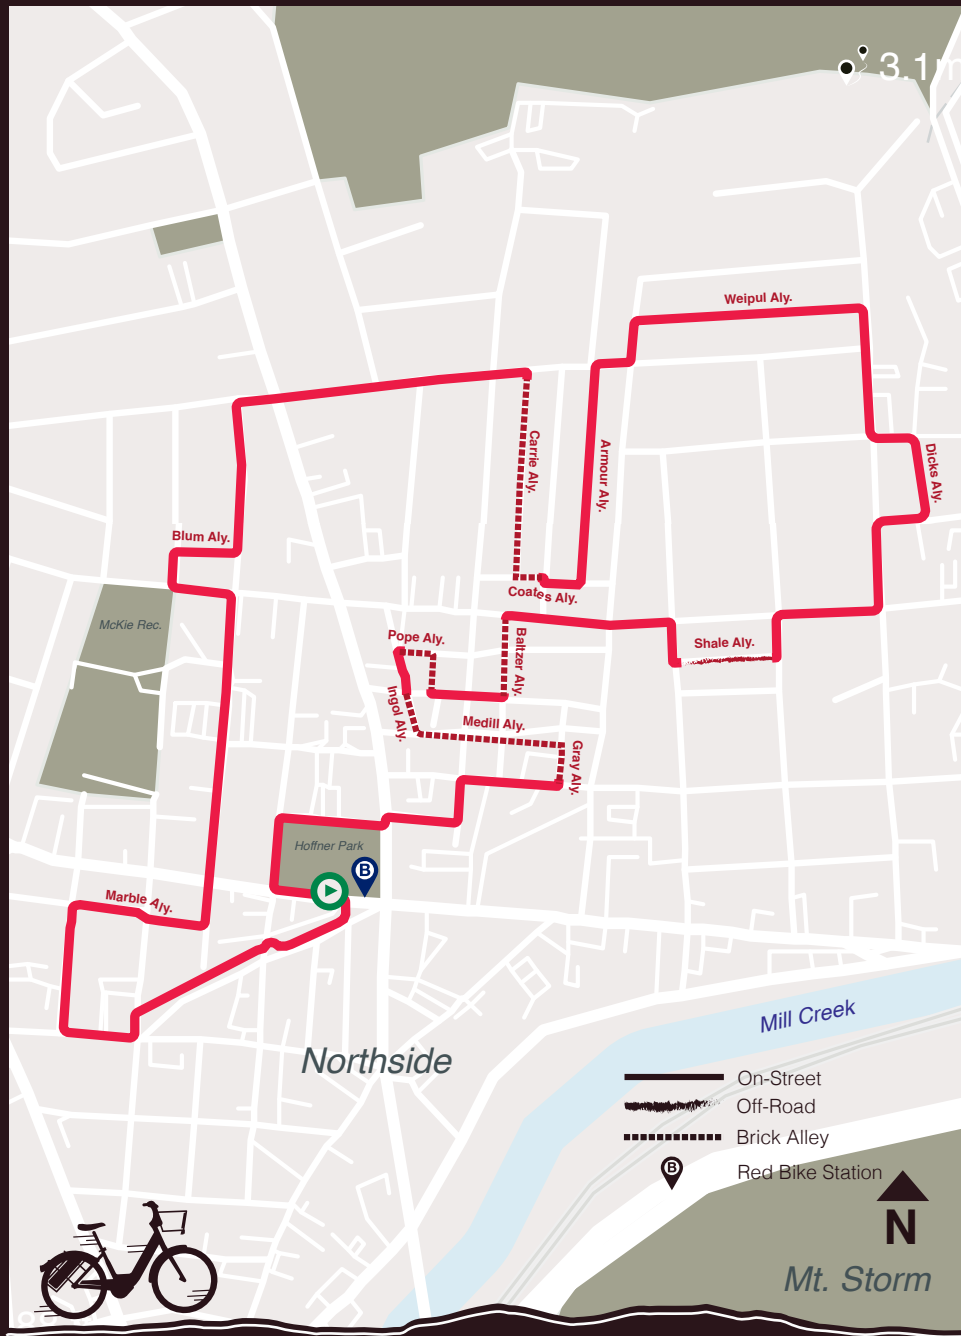 3.1m
Weipul Aly.
Carrie Aly.
Armour Aly.
Dicks Aly.
Blum Aly.
Coates Aly.
McKie Rec.
Pope Aly.
Baltzer Aly.
Shale Aly.
Ingol Aly.
Medill Aly.
Gray Aly.
Hoffner Park
B
Marble Aly.
Mill Creek
Northside
On-Street
Off-Road
Brick Alley
B
Red Bike Station
N
Mt. Storm